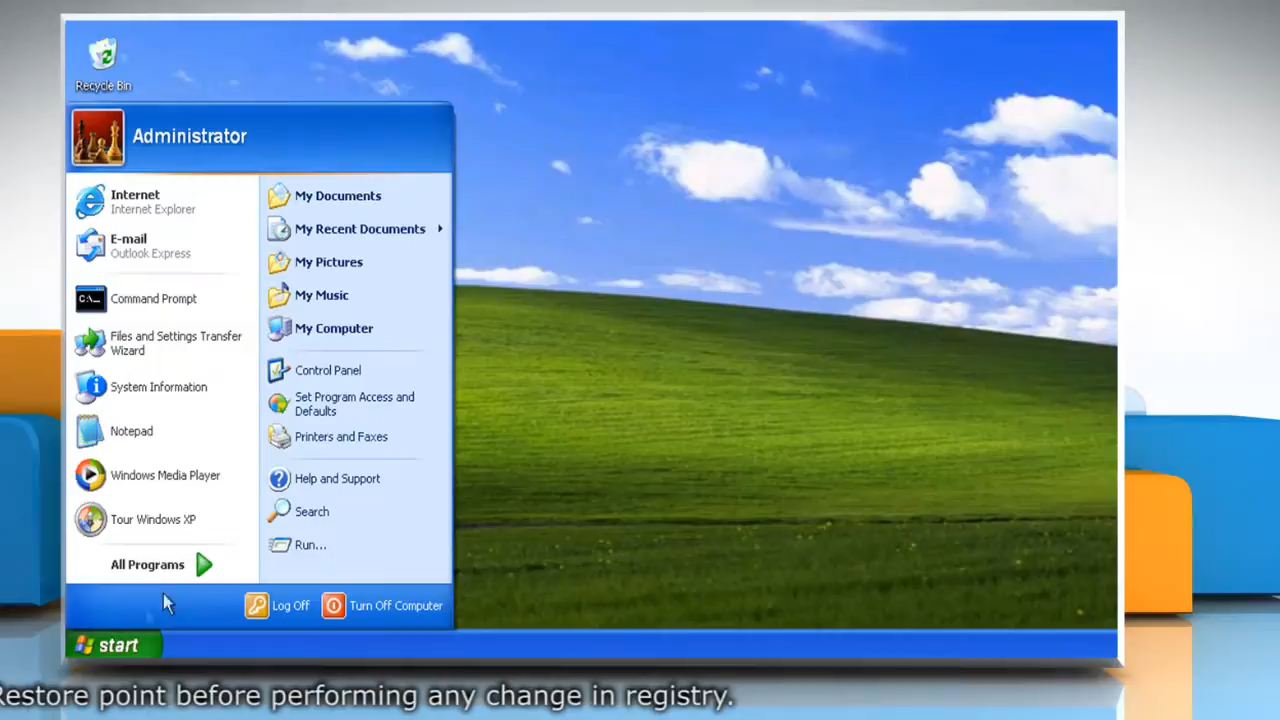 Recycle Bin
Administrator
Internet
Internet Explorer
E-mail
Outlook Express
Command Prompt
Files and Settings Transfer
Wizard
System Information
Notepad
Windows Media Player
Tour Windows XP
All Programs
My Documents
My Recent Documents
My Pictures
My Music
My Computer
Control Panel
Set Program Access and
Defaults
Printers and Faxes
Help and Support
Search
Run...
Log Off
Turn Off Computer
start
Restore point before performing any change in registry.